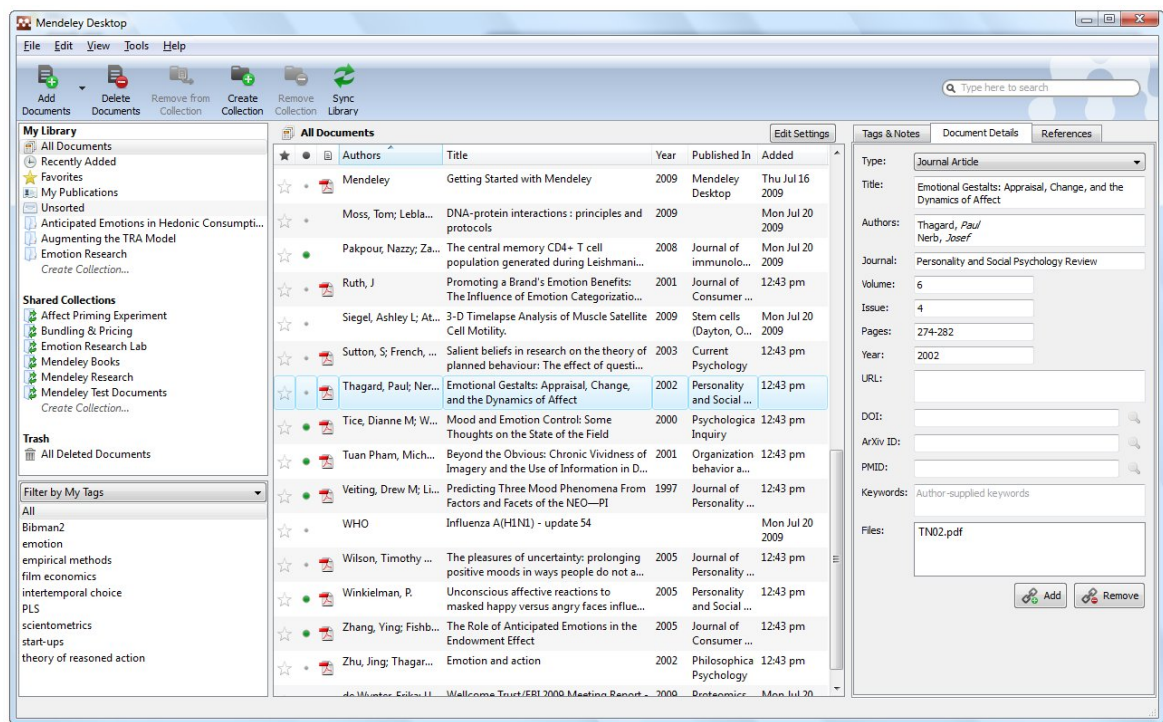 Mendeley Desktop
File Edit View Tools Help
Add Documents
Delete Documents
Remove from Collection
Create Collection
Remove Collection
Sync Library
Type here to search
My Library
All Documents
Recently Added
Favorites
My Publications
Unsorted
Anticipated Emotions in Hedonic Consumpti...
Augmenting the TRA Model
Emotion Research
Create Collection...
Shared Collections
Affect Priming Experiment
Bundling & Pricing
Emotion Research Lab
Mendeley Books
Mendeley Research
Mendeley Test Documents
Create Collection...
Trash
All Deleted Documents
Filter by My Tags
All
Bibman2
emotion
empirical methods
film economics
intertemporal choice
PLS
scientometrics
start-ups
theory of reasoned action
All Documents Edit Settings
Authors Title Year Published In Added
Mendeley Getting Started with Mendeley 2009 Mendeley Thu Jul 16
Desktop 2009
Moss, Tom; Lebla... DNA-protein interactions : principles and 2009 Mon Jul 20
protocols 2009
Pakpour, Nazzy; Za... The central memory CD4+ T cell 2008 Journal of Mon Jul 20
population generated during Leishmani... immunolo... 2009
Ruth, J Promoting a Brand's Emotion Benefits: 2001 Journal of 12:43 pm
The Influence of Emotion Categorizatio... Consumer ...
Siegel, Ashley L; At... 3-D Timelapse Analysis of Muscle Satellite 2009 Stem cells Mon Jul 20
Cell Motility. (Dayton, O... 2009
Sutton, S; French, ... Salient beliefs in research on the theory of 2003 Current 12:43 pm
planned behaviour: The effect of questi... Psychology
Thagard, Paul; Ner... Emotional Gestalts: Appraisal, Change, 2002 Personality 12:43 pm
and the Dynamics of Affect and Social ...
Tice, Dianne M; W... Mood and Emotion Control: Some 2000 Psychologica 12:43 pm
Thoughts on the State of the Field Inquiry
Tuan Pham, Mich... Beyond the Obvious: Chronic Vividness of 2001 Organization 12:43 pm
Imagery and the Use of Information in D... behavior a...
Veiting, Drew M; Li... Predicting Three Mood Phenomena From 1997 Journal of 12:43 pm
Factors and Facets of the NEO—PI Personality ...
WHO Influenza A(H1N1) - update 54 Mon Jul 20
2009
Wilson, Timothy ... The pleasures of uncertainty: prolonging 2005 Journal of 12:43 pm
positive moods in ways people do not a... Personality ...
Winkielman, P. Unconscious affective reactions to 2005 Personality 12:43 pm
masked happy versus angry faces influe... and Social ...
Zhang, Ying; Fishb... The Role of Anticipated Emotions in the 2005 Journal of 12:43 pm
Endowment Effect Consumer ...
Zhu, Jing; Thagar... Emotion and action 2002 Philosophica 12:43 pm
Psychology
de Wynter, Erika; U... Wellcome Trust/EBI 2009 Meeting Report - 2009 Proteomics Mon Jul 20
Tags & Notes Document Details References
Type: Journal Article
Title: Emotional Gestalts: Appraisal, Change, and the
Dynamics of Affect
Authors: Thagard, Paul
Nerb, Josef
Journal: Personality and Social Psychology Review
Volume: 6
Issue: 4
Pages: 274-282
Year: 2002
URL:
DOI:
ArXiv ID:
PMID:
Keywords: Author-supplied keywords
Files: TN02.pdf
Add Remove